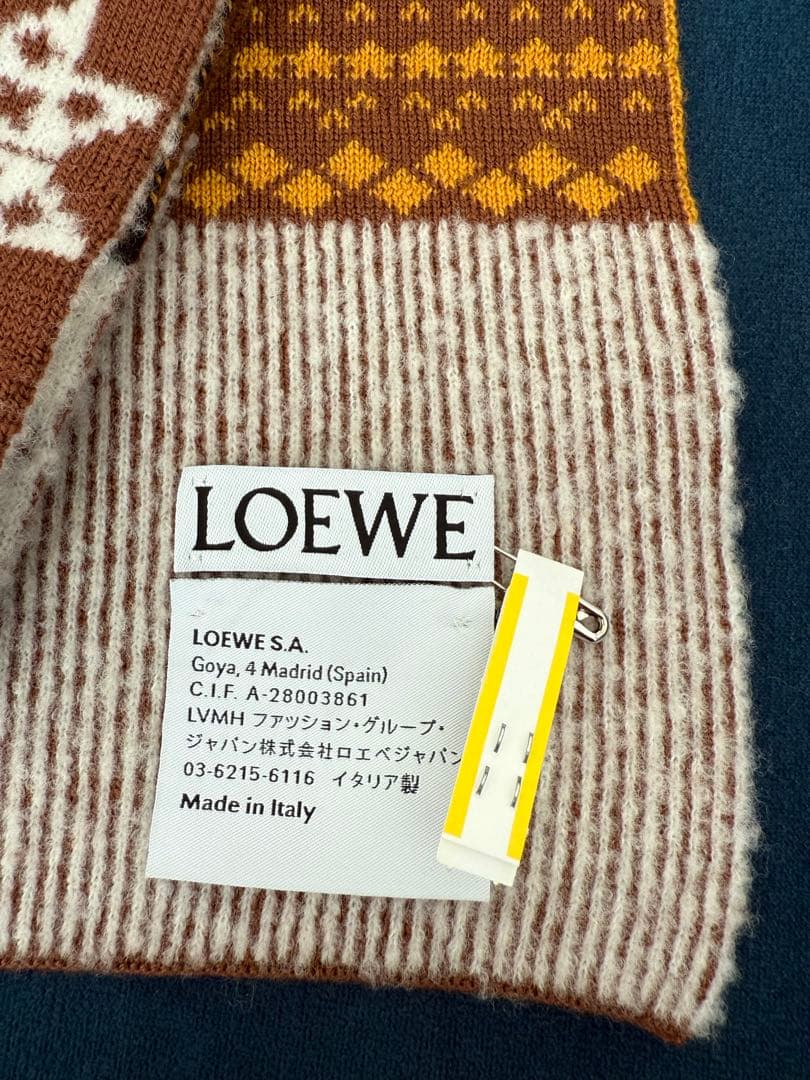 LOEWE
LOEWE S.A.
Goya, 4 Madrid (Spain)
C.I.F. A-28003861
LVMH ファッション・グループ・
ジャパン株式会社ロエベジャパン
03-6215-6116 イタリア製
Made in Italy